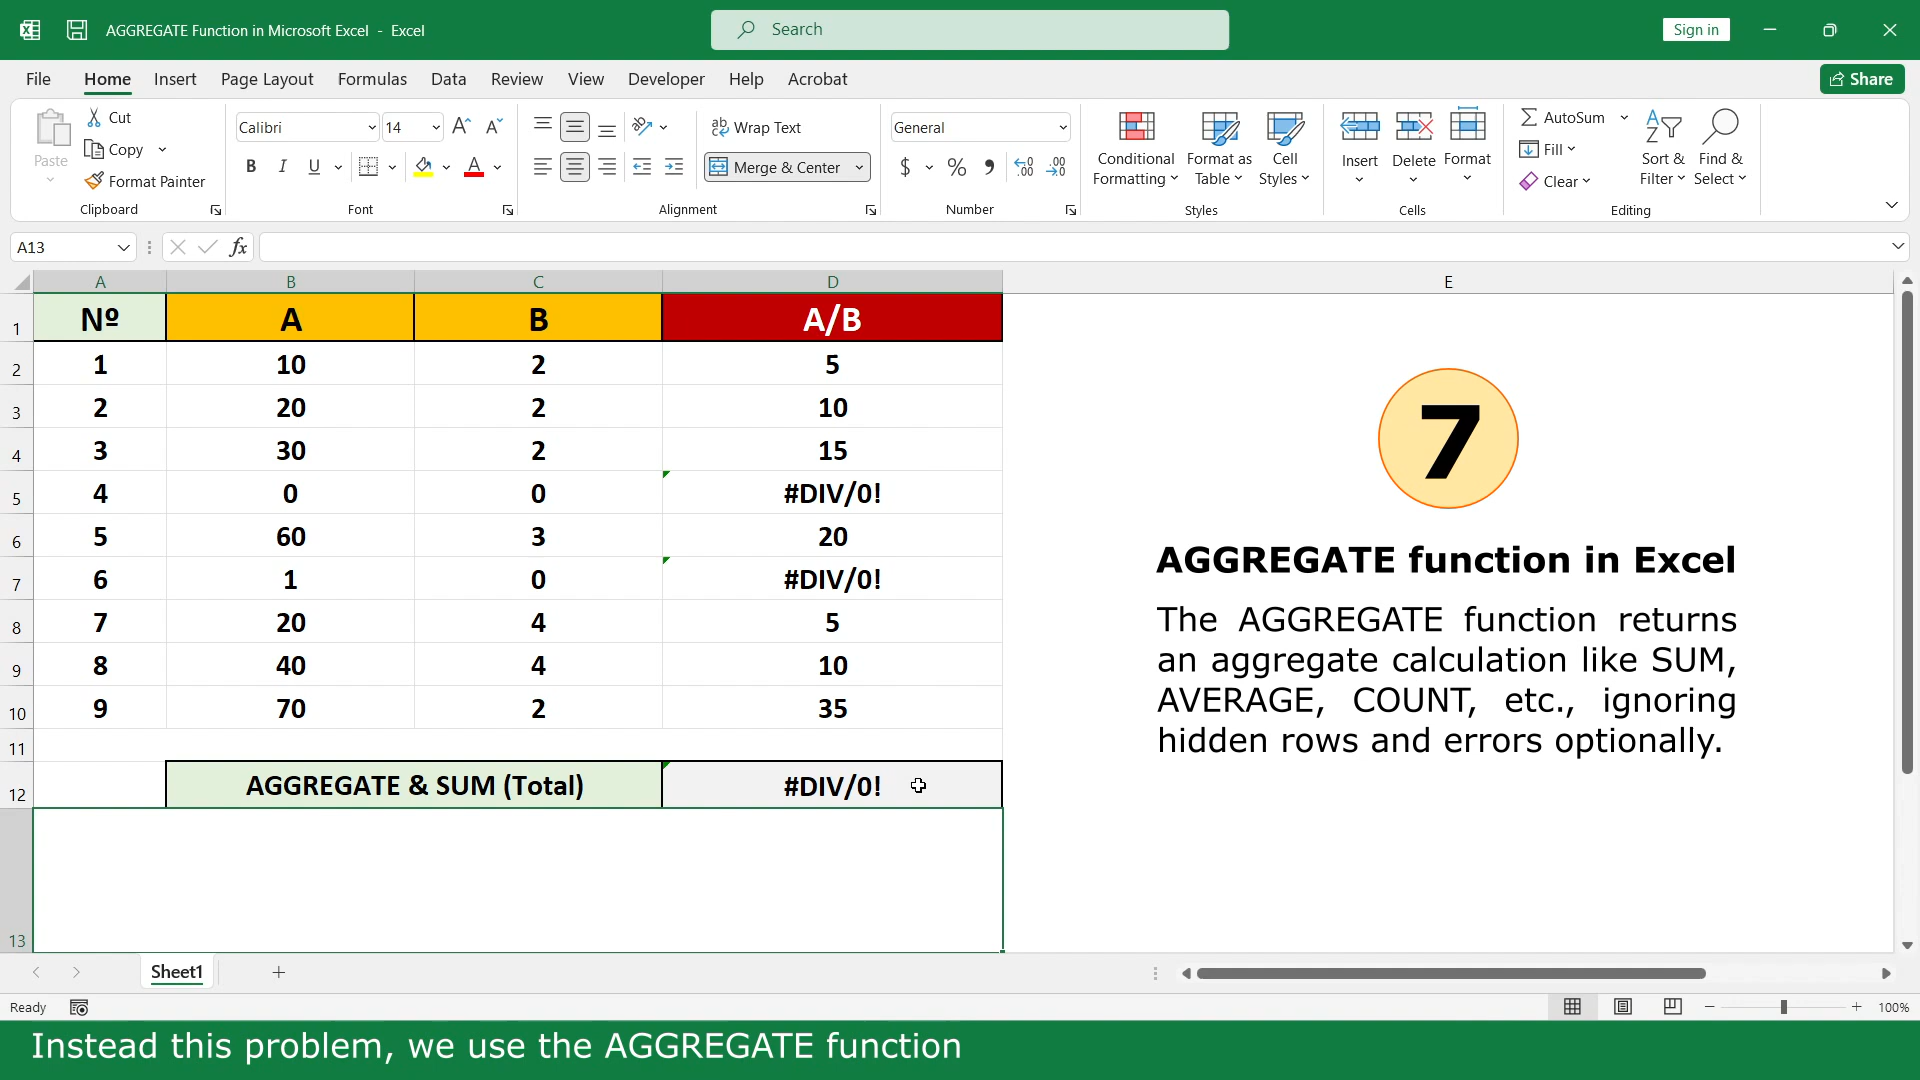 AGGREGATE Function in Microsoft Excel - Excel
Search
Sign in
File Home Insert Page Layout Formulas Data Review View Developer Help Acrobat
Share
Paste
Cut
Copy
Format Painter
Clipboard
Calibri 14
B I U
Font
Wrap Text
Merge & Center
Alignment
General
$ % ,
Number
Conditional Formatting
Format as Table
Cell Styles
Styles
Insert
Delete
Format
Cells
AutoSum
Fill
Clear
Sort & Filter
Find & Select
Editing
A13
fx
A B C D E
1 Nº A B A/B
2 1 10 2 5
3 2 20 2 10
4 3 30 2 15
5 4 0 0 #DIV/0!
6 5 60 3 20
7 6 1 0 #DIV/0!
8 7 20 4 5
9 8 40 4 10
10 9 70 2 35
11
12 AGGREGATE & SUM (Total) #DIV/0!
13
7
AGGREGATE function in Excel
The AGGREGATE function returns
an aggregate calculation like SUM,
AVERAGE, COUNT, etc., ignoring
hidden rows and errors optionally.
Sheet1
Ready
100%
Instead this problem, we use the AGGREGATE function